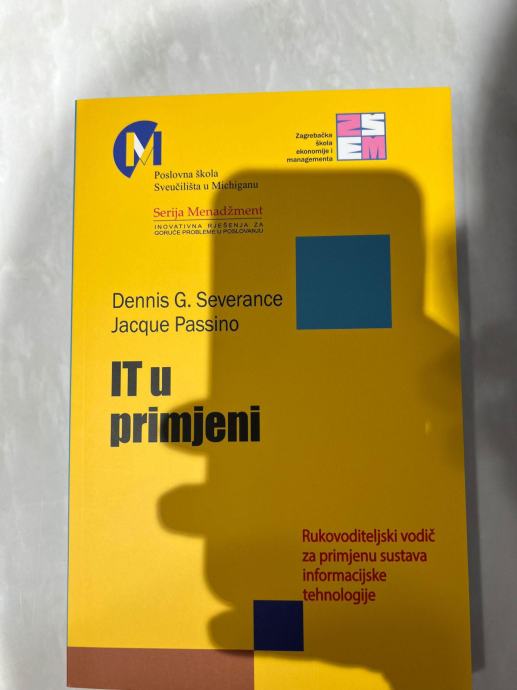 M
Poslovna škola
Sveučilišta u Michiganu
ZŠEM
Zagrebačka
škola
ekonomije i
managementa
Serija Menadžment
INOVATIVNA RJEŠENJA ZA
GORUĆE PROBLEME U POSLOVANJU
Dennis G. Severance
Jacque Passino
IT u
primjeni
Rukovoditeljski vodič
za primjenu sustava
informacijske
tehnologije